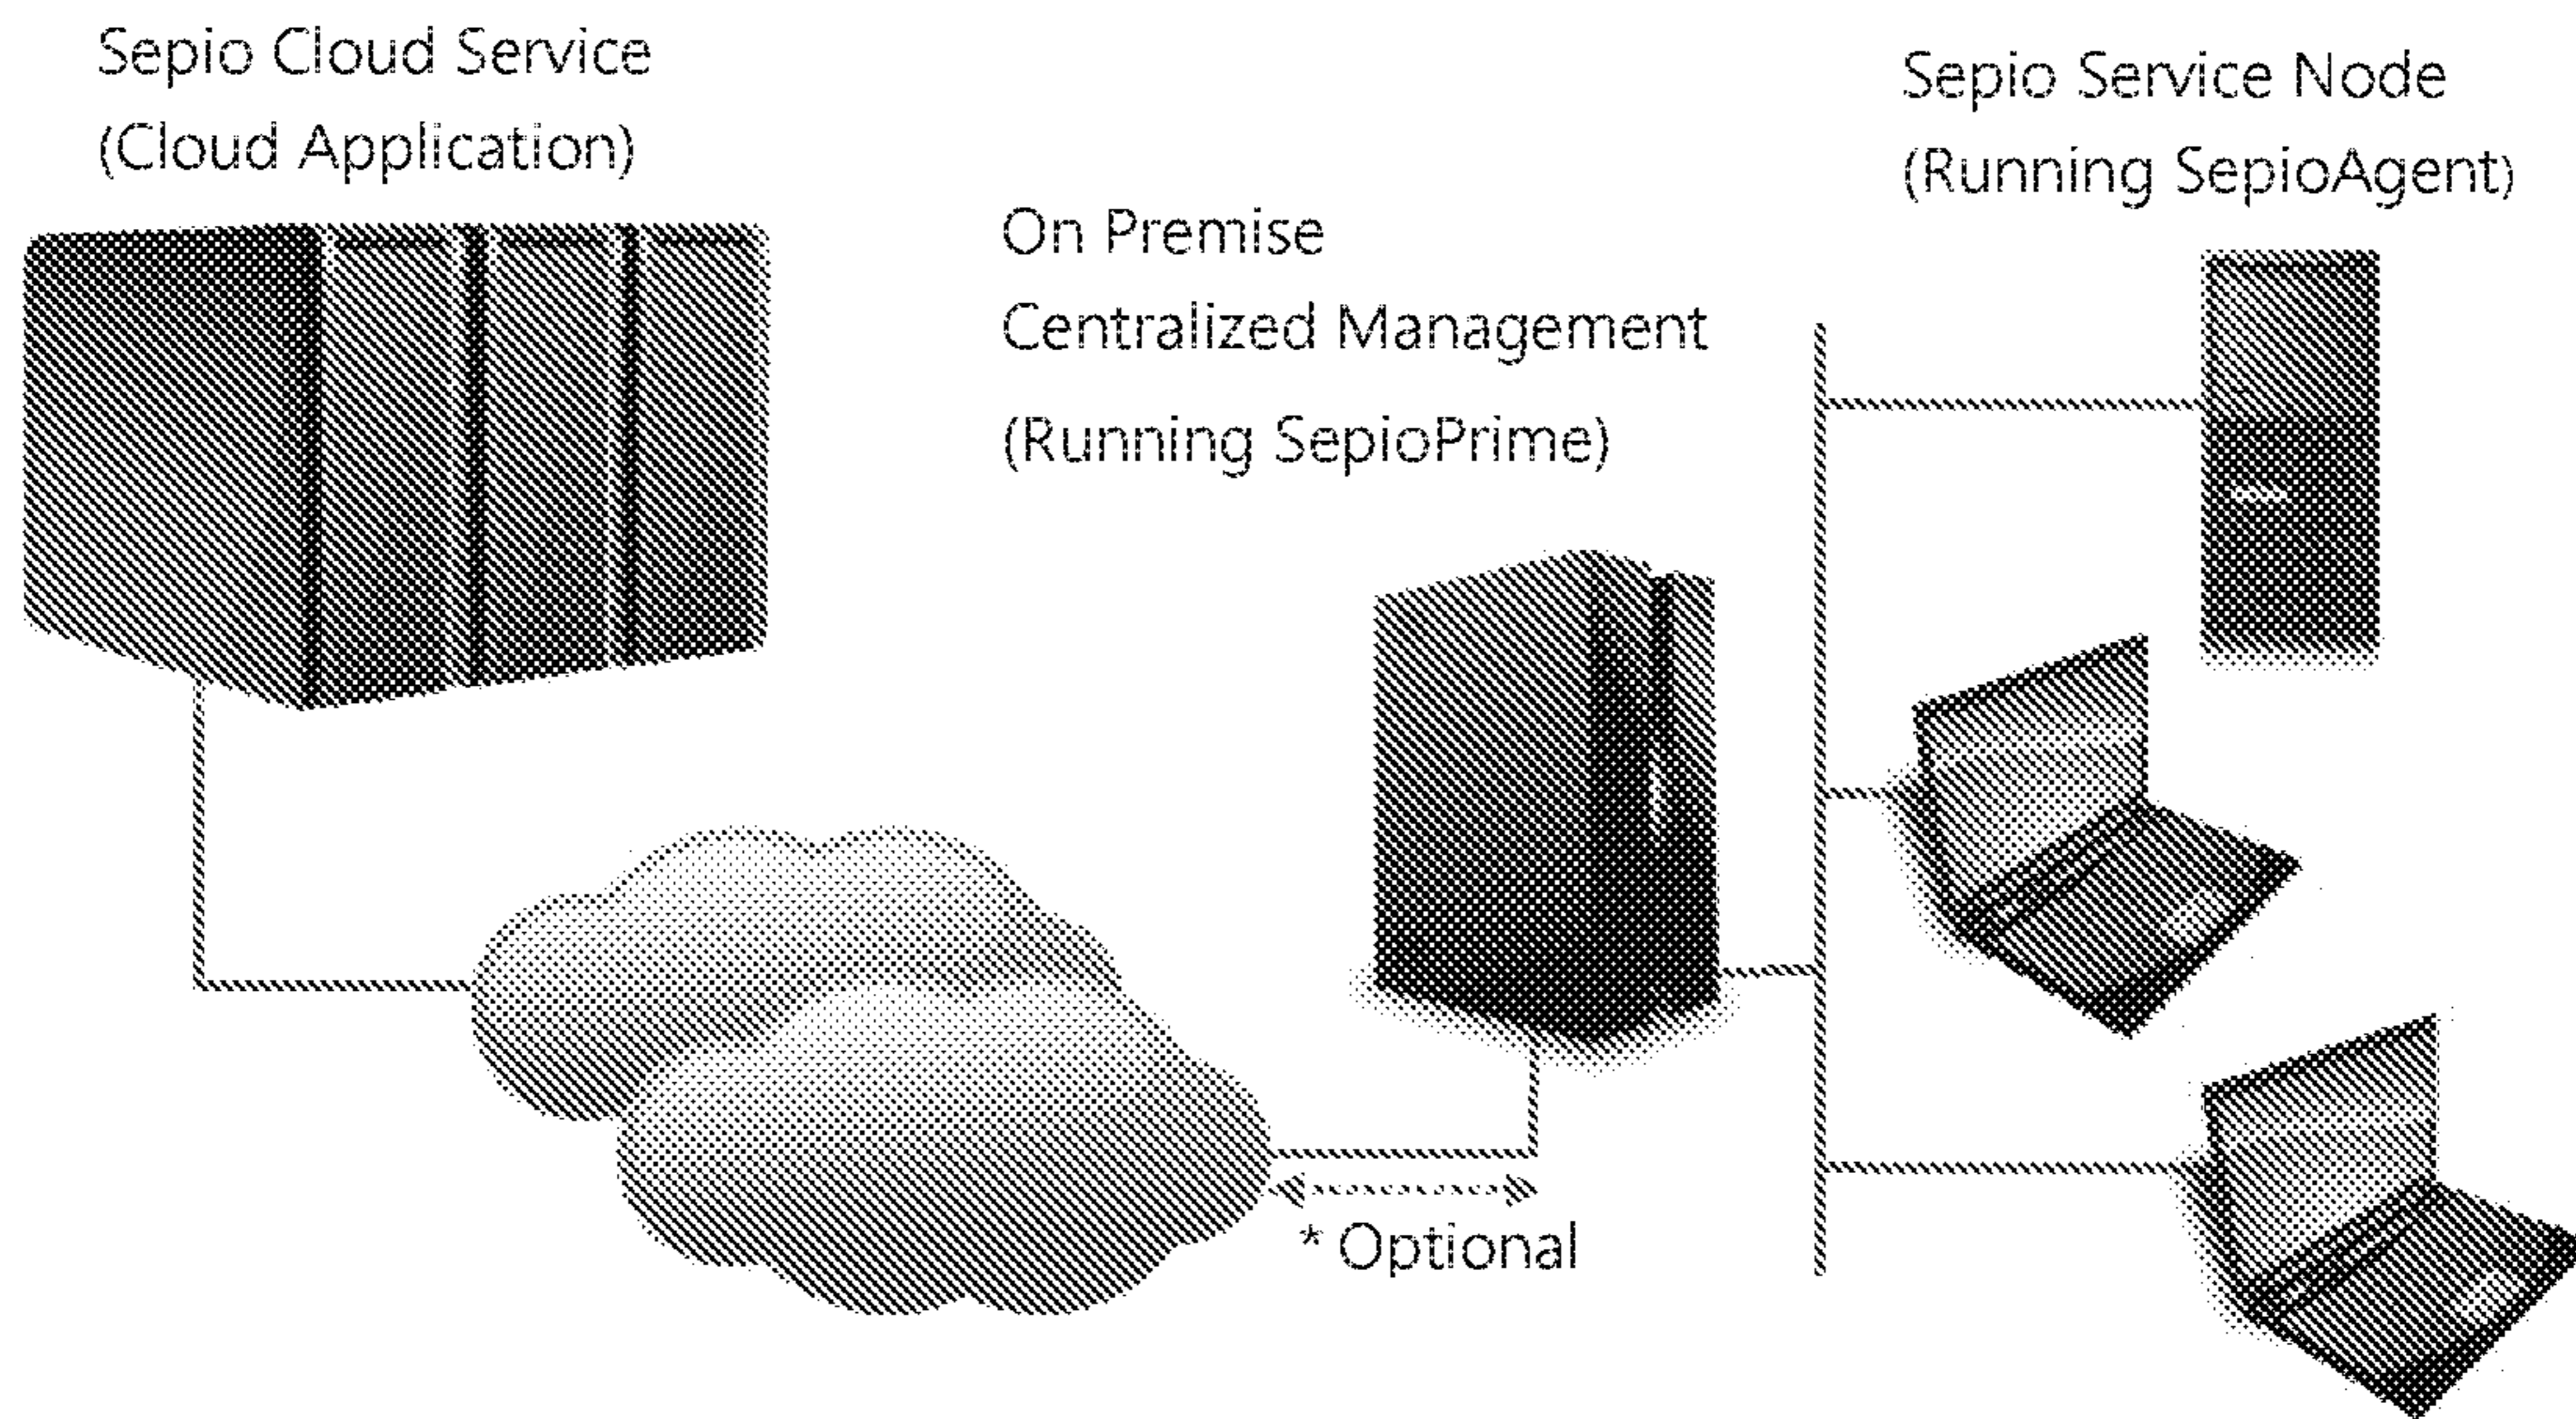 Sepio Cloud Service
(Cloud Application)
On Premise
Centralized Management
(Running SepioPrime)
Sepio Service Node
(Running SepioAgent)
* Optional